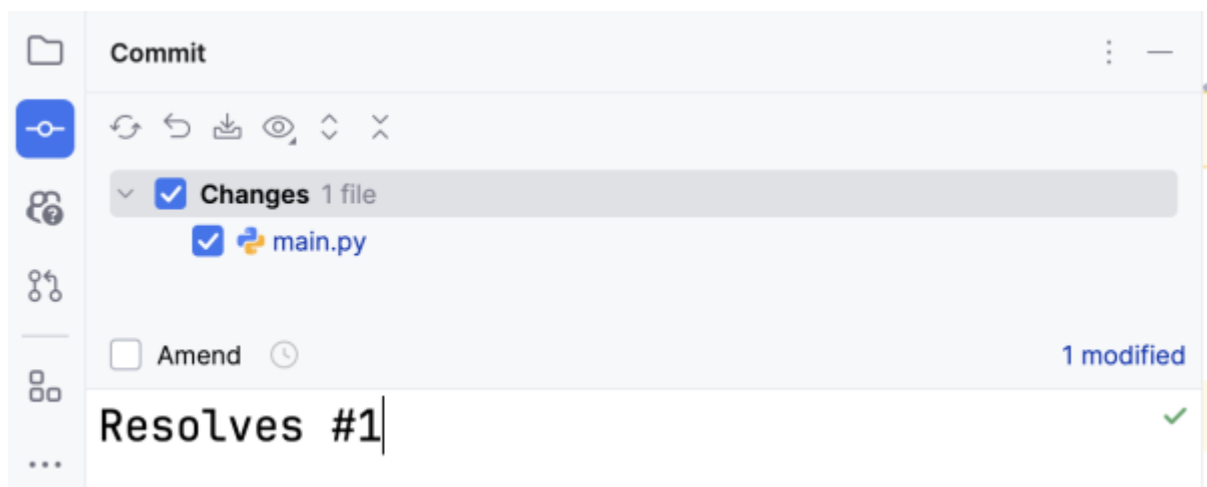 Commit
Changes 1 file
main.py
Amend
1 modified
Resolves #1